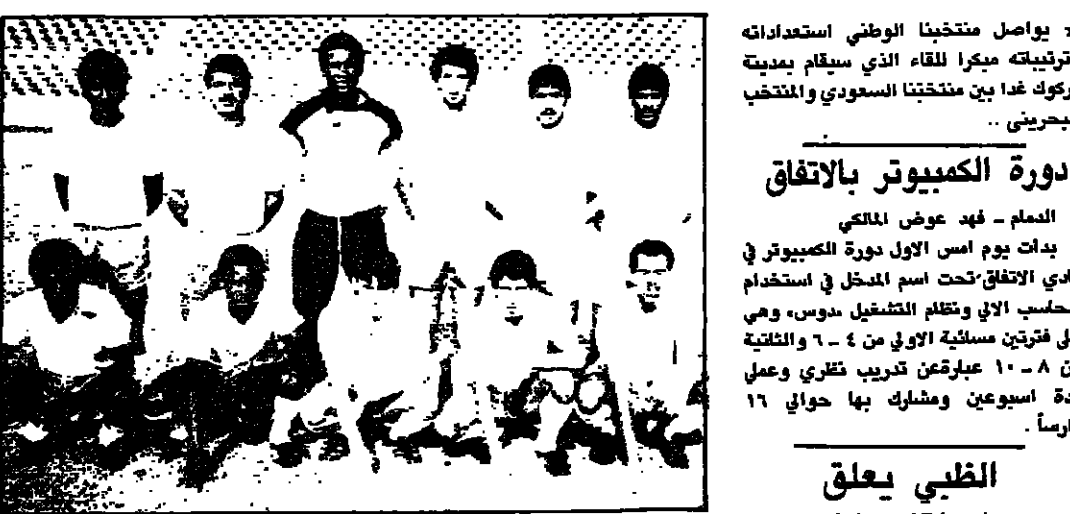 يواصل منتخبنا الوطني استعداداته
ترتيباته مبكرا للقاء الذي سيقام بمدينة
ركوك غدا بين منتخبنا السعودي والمنتخب
بحريني ..
دورة الكمبيوتر بالاتفاق
الدمام - فهد عوض المالكي
بدأت يوم امس الاول دورة الكمبيوتر في
ادي الاتفاق تحت اسم المدخل في استخدام
حاسب الالي ونظام التشغيل «دوس» وهي
لى فترتين مسائية الاولى من ٤ - ٦ والثانية
ن ٨ - ١٠ عبارةعن تدريب نظري وعملي
دة اسبوعين ومشارك بها حوالي ١٦
ارساً .
الظبي يعلق